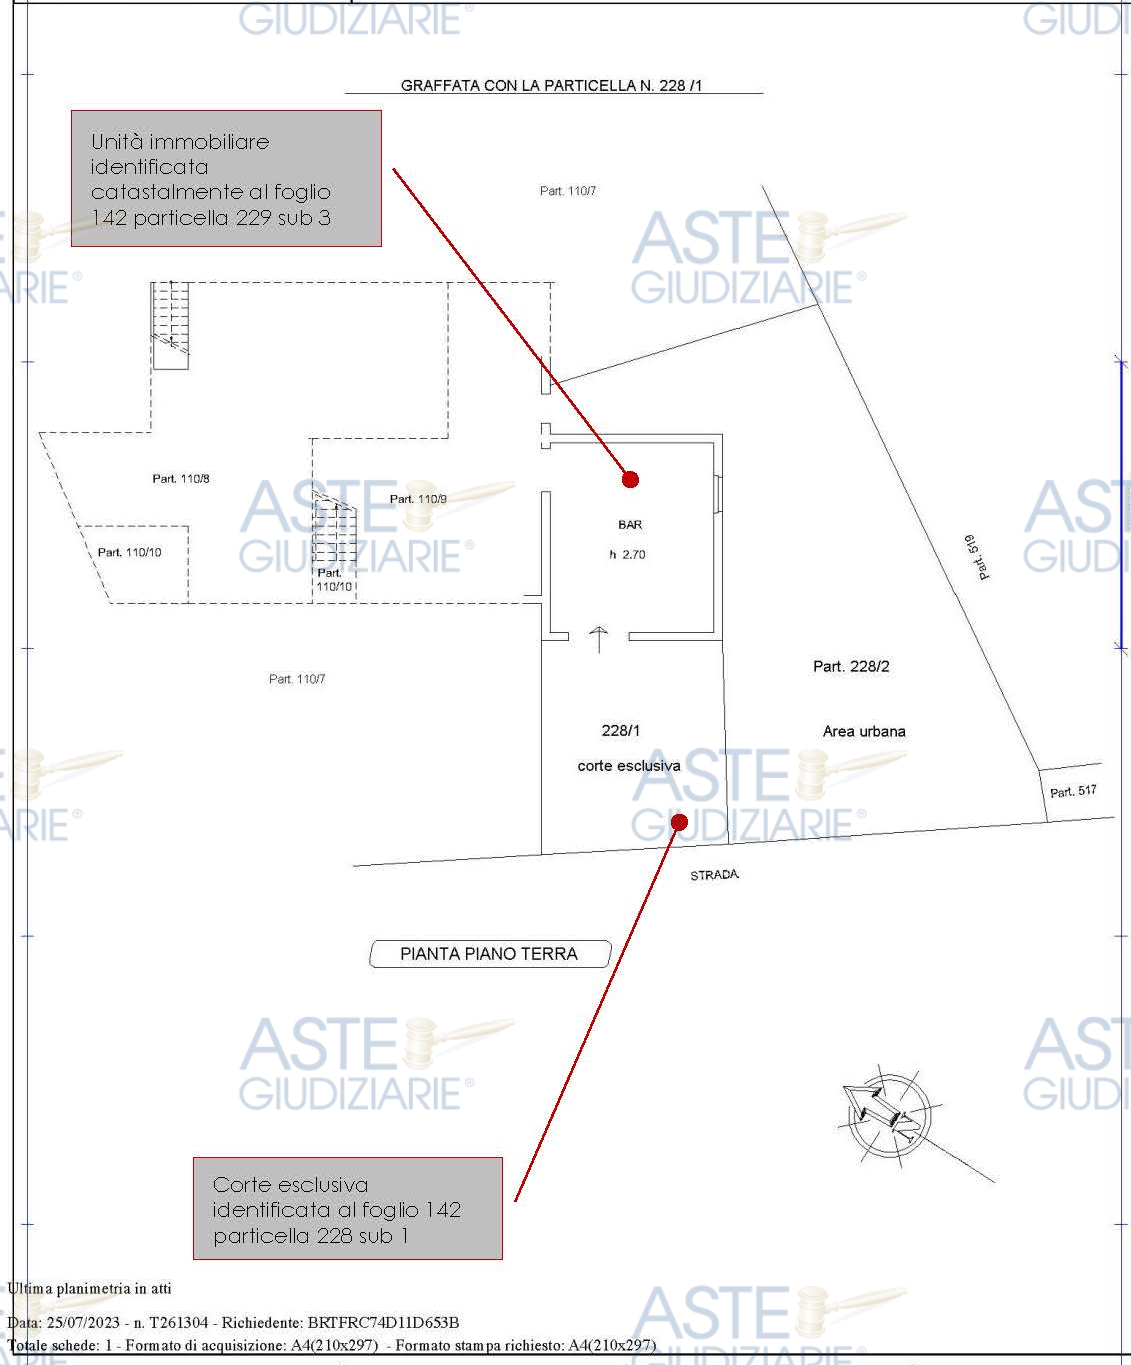 GRAFFATA CON LA PARTICELLA N. 228 /1
Unità immobiliare
identificata
catastalmente al foglio
142 particella 229 sub 3
Part. 110/7
Part. 110/8
Part. 110/9
Part. 110/10
Part.
110/10
BAR
h 2.70
Part. 519
Part. 110/7
Part. 228/2
228/1
Area urbana
corte esclusiva
Part. 517
STRADA
PIANTA PIANO TERRA
Corte esclusiva
identificata al foglio 142
particella 228 sub 1
Ultima planimetria in atti
Data: 25/07/2023 - n. T261304 - Richiedente: BRTFRC74D11D653B
Totale schede: 1 - Formato di acquisizione: A4(210x297) - Formato stampa richiesto: A4(210x297)
ASTE
GIUDIZIARIE®